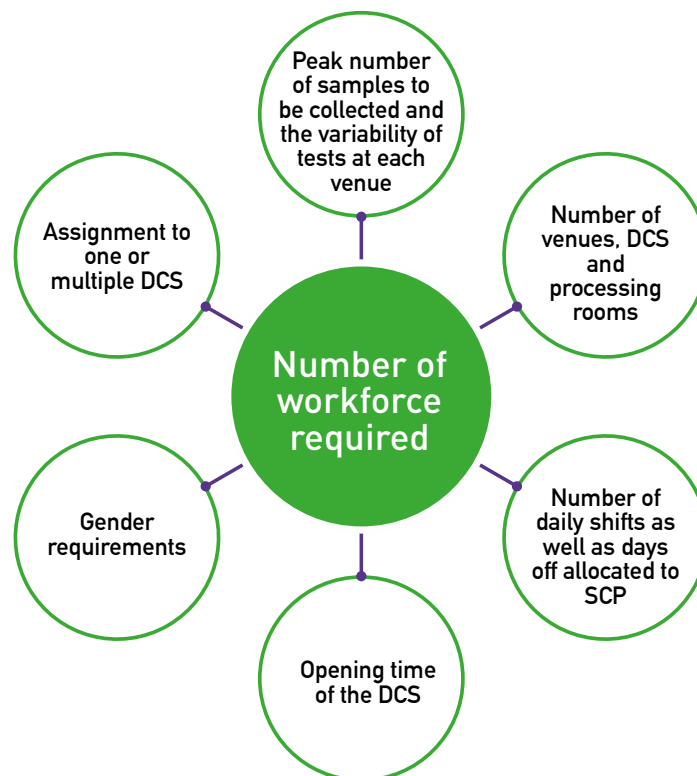 Peak number
of samples to
be collected and
the variability of
tests at each
venue
Number of
venues, DCS
and
processing
rooms
Number of
daily shifts as
well as days
off allocated to
SCP
Opening time
of the DCS
Gender
requirements
Assignment to
one or
multiple DCS
Number of
workforce
required